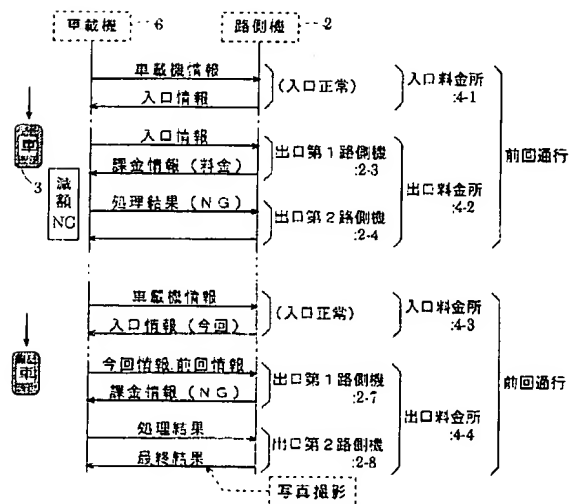 車載機 6
路側機 2
車載機情報
(入口正常)
入口料金所
:4-1
入口情報
前回通行
入口情報
出口第1路側機
:2-3
車
課金情報(料金)
3
減額
NG
出口料金所
:4-2
処理結果(NG)
出口第2路側機
:2-4
車載機情報
(入口正常)
入口料金所
:4-3
入口情報(今回)
車
今回情報,前回情報
出口第1路側機
:2-7
前回通行
課金情報(NG)
出口料金所
:4-4
処理結果
出口第2路側機
:2-8
最終結果
写真撮影